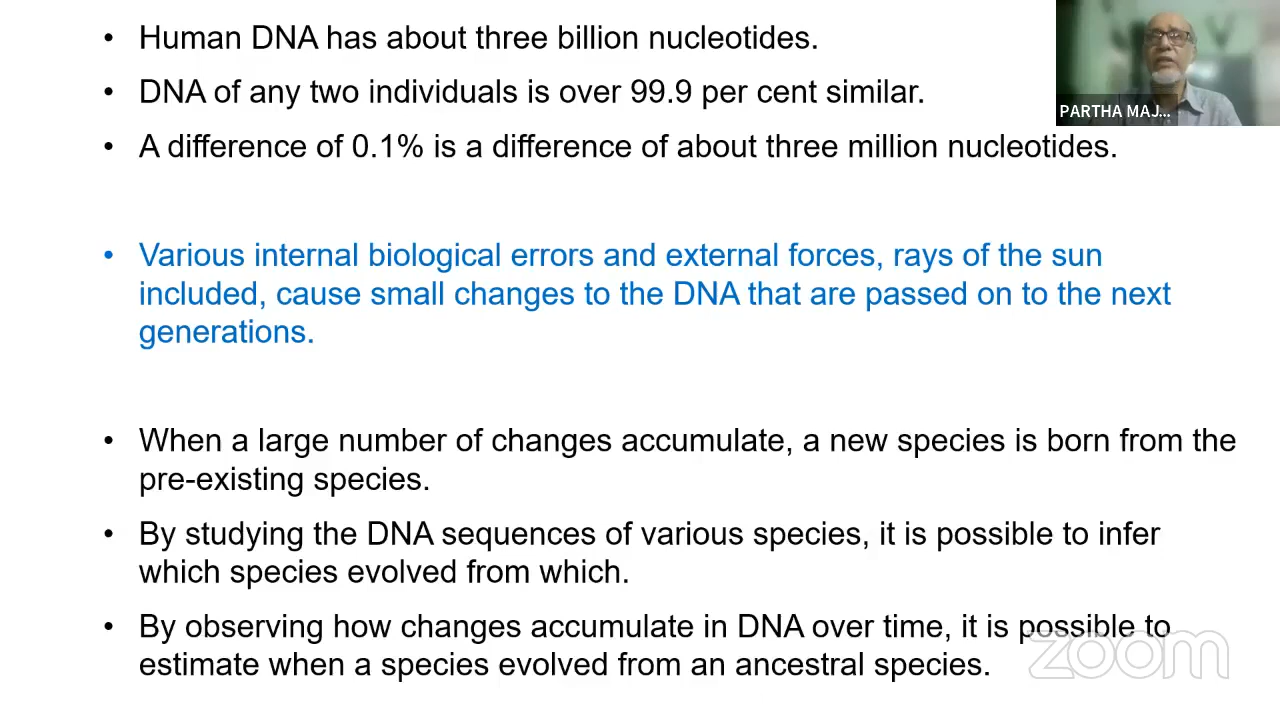 • Human DNA has about three billion nucleotides.
• DNA of any two individuals is over 99.9 per cent similar.
PARTHA MAJ...
• A difference of 0.1% is a difference of about three million nucleotides.
• Various internal biological errors and external forces, rays of the sun
included, cause small changes to the DNA that are passed on to the next
generations.
• When a large number of changes accumulate, a new species is born from the
pre-existing species.
• By studying the DNA sequences of various species, it is possible to infer
which species evolved from which.
• By observing how changes accumulate in DNA over time, it is possible to
estimate when a species evolved from an ancestral species.
zoom